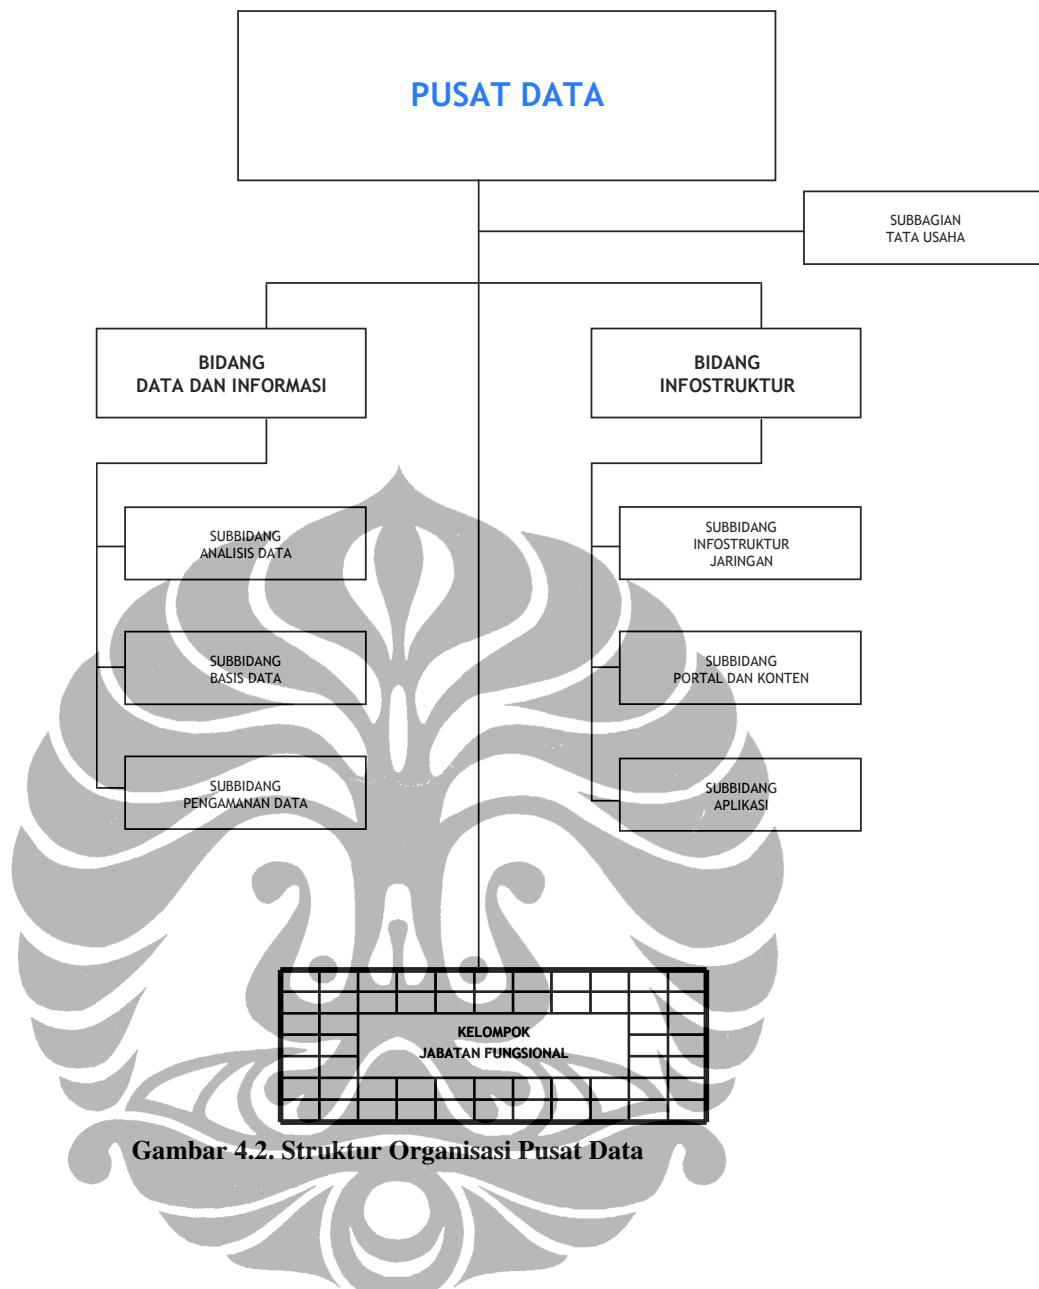 PUSAT DATA
SUBBAGIAN
TATA USAHA
BIDANG
DATA DAN INFORMASI
BIDANG
INFOSTRUKTUR
SUBBIDANG
ANALISIS DATA
SUBBIDANG
INFOSTRUKTUR
JARINGAN
SUBBIDANG
BASIS DATA
SUBBIDANG
PORTAL DAN KONTEN
SUBBIDANG
PENGAMANAN DATA
SUBBIDANG
APLIKASI
KELOMPOK
JABATAN FUNGSIONAL
Gambar 4.2. Struktur Organisasi Pusat Data